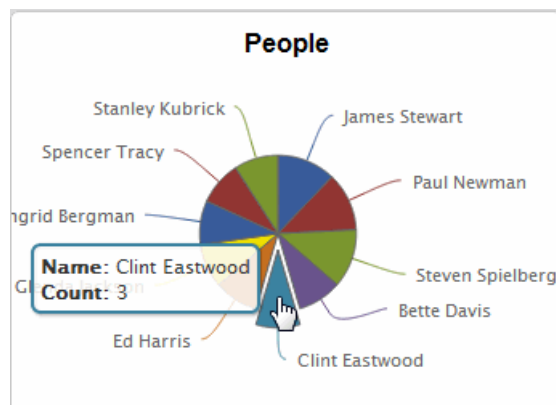 People
Stanley Kubrick
James Stewart
Spencer Tracy
Paul Newman
ngrid Bergman
Name: Clint Eastwood
Count: 3
Steven Spielberg
Bette Davis
Ed Harris
Clint Eastwood